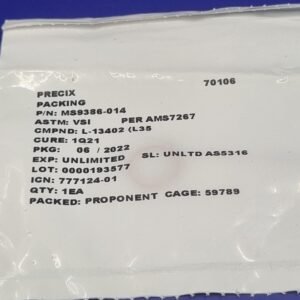 70106
PRECIX
PACKING
P/N: MS9386-014
ASTM: VSI PER AMS7267
CMPND: L-13402 (L35
CURE: 1Q21
PKG: 06 / 2022
EXP: UNLIMITED SL: UNLTD AS5316
LOT: 0000193577
ICN: 777124-01
QTY: 1EA
PACKED: PROPONENT CAGE: 59789